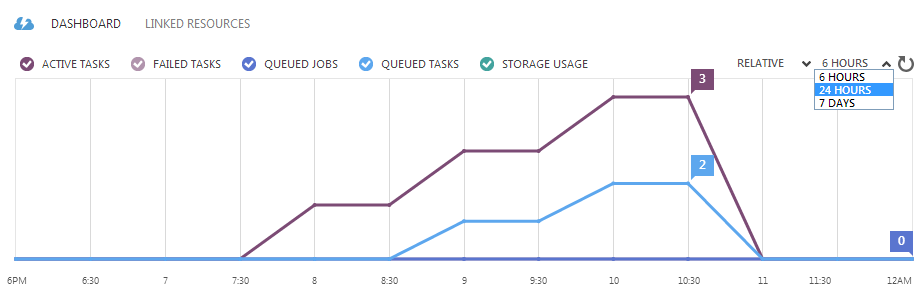 DASHBOARD LINKED RESOURCES
ACTIVE TASKS FAILED TASKS QUEUED JOBS QUEUED TASKS STORAGE USAGE RELATIVE 6 HOURS
6 HOURS
24 HOURS
7 DAYS
3
2
0
6PM 6:30 7 7:30 8 8:30 9 9:30 10 10:30 11 11:30 12AM